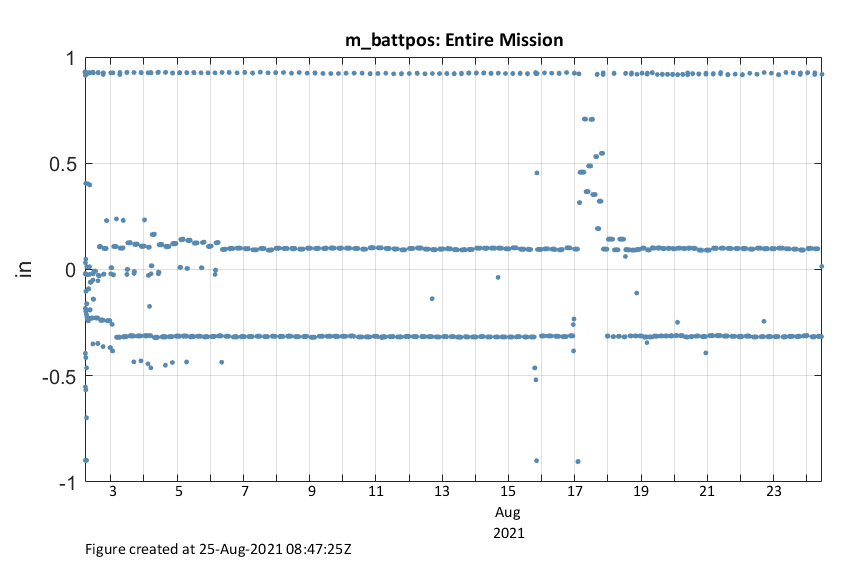 m_battpos: Entire Mission
1
0.5
0
-0.5
-1
in
3 5 7 9 11 13 15 17 19 21 23
Aug
2021
Figure created at 25-Aug-2021 08:47:25Z